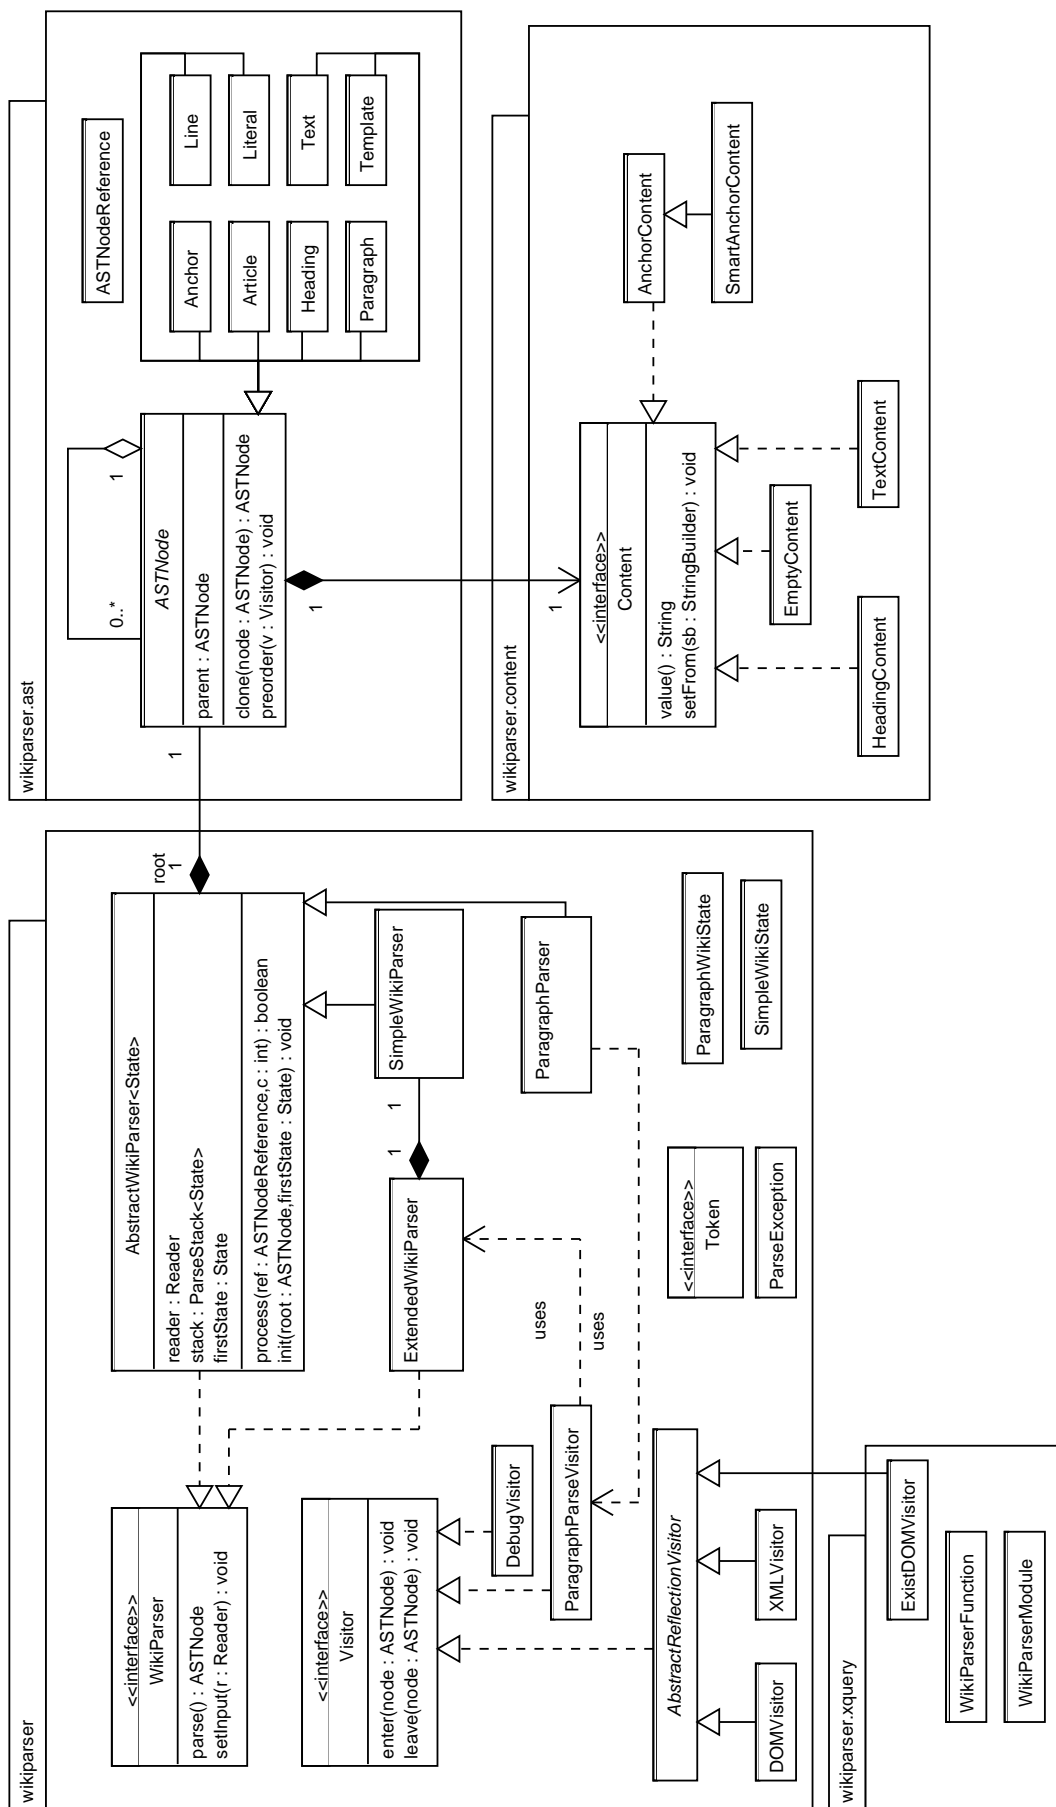 wikiparser
<<interface>>
WikiParser
parse() : ASTNode
setInput(r : Reader) : void
AbstractWikiParser<State>
reader : Reader
stack : ParseStack<State>
firstState : State
process(ref : ASTNodeReference,c : int) : boolean
init(root : ASTNode,firstState : State) : void
root
1
<<interface>>
Visitor
enter(node : ASTNode) : void
leave(node : ASTNode) : void
ExtendedWikiParser
1
1
SimpleWikiParser
DebugVisitor
ParagraphParseVisitor
uses
uses
ParagraphParser
AbstractReflectionVisitor
<<interface>>
Token
ParseException
ParagraphWikiState
SimpleWikiState
DOMVisitor
XMLVisitor
wikiparser.xquery
ExistDOMVisitor
WikiParserFunction
WikiParserModule
wikiparser.ast
1
0..*
1
ASTNode
parent : ASTNode
clone(node : ASTNode) : ASTNode
preorder(v : Visitor) : void
1
ASTNodeReference
Anchor
Line
Article
Literal
Heading
Text
Paragraph
Template
wikiparser.content
1
<<interface>>
Content
value() : String
setFrom(sb : StringBuilder) : void
AnchorContent
SmartAnchorContent
HeadingContent
EmptyContent
TextContent